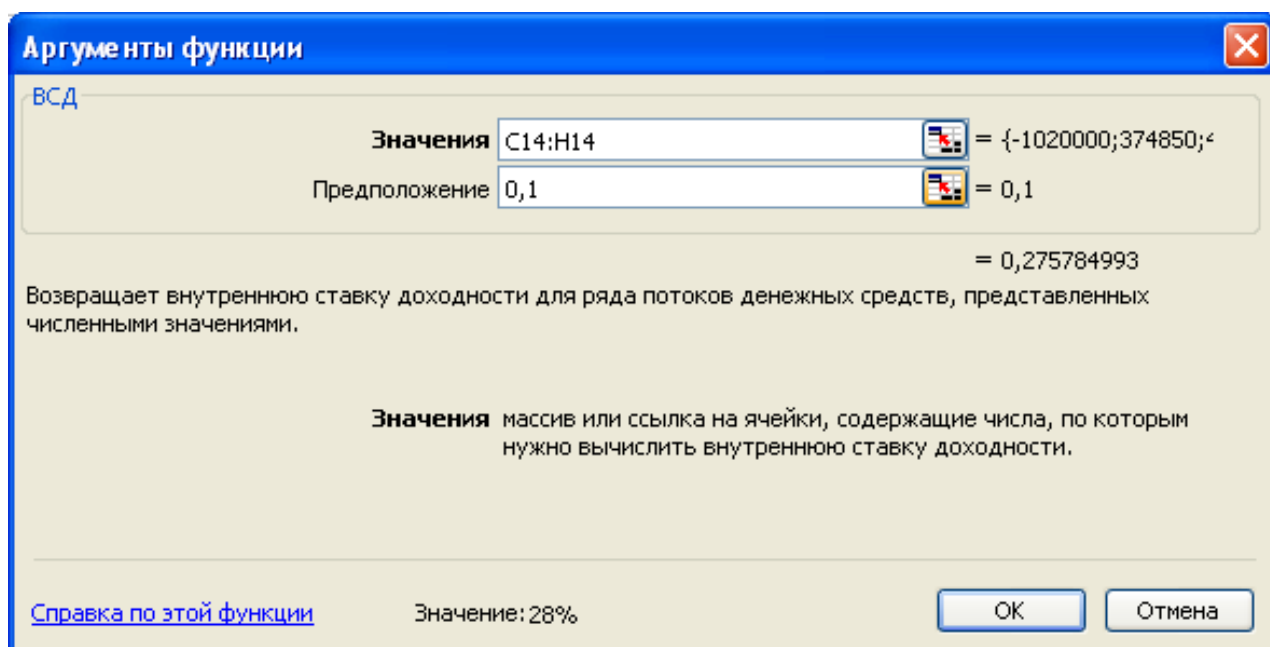 Аргументы функции
ВСД
Значения C14:H14 = {-1020000;374850;
Предположение 0,1 = 0,1
= 0,275784993
Возвращает внутреннюю ставку доходности для ряда потоков денежных средств, представленных
численными значениями.
Значения массив или ссылка на ячейки, содержащие числа, по которым
нужно вычислить внутреннюю ставку доходности.
Справка по этой функции Значение: 28% ОК Отмена